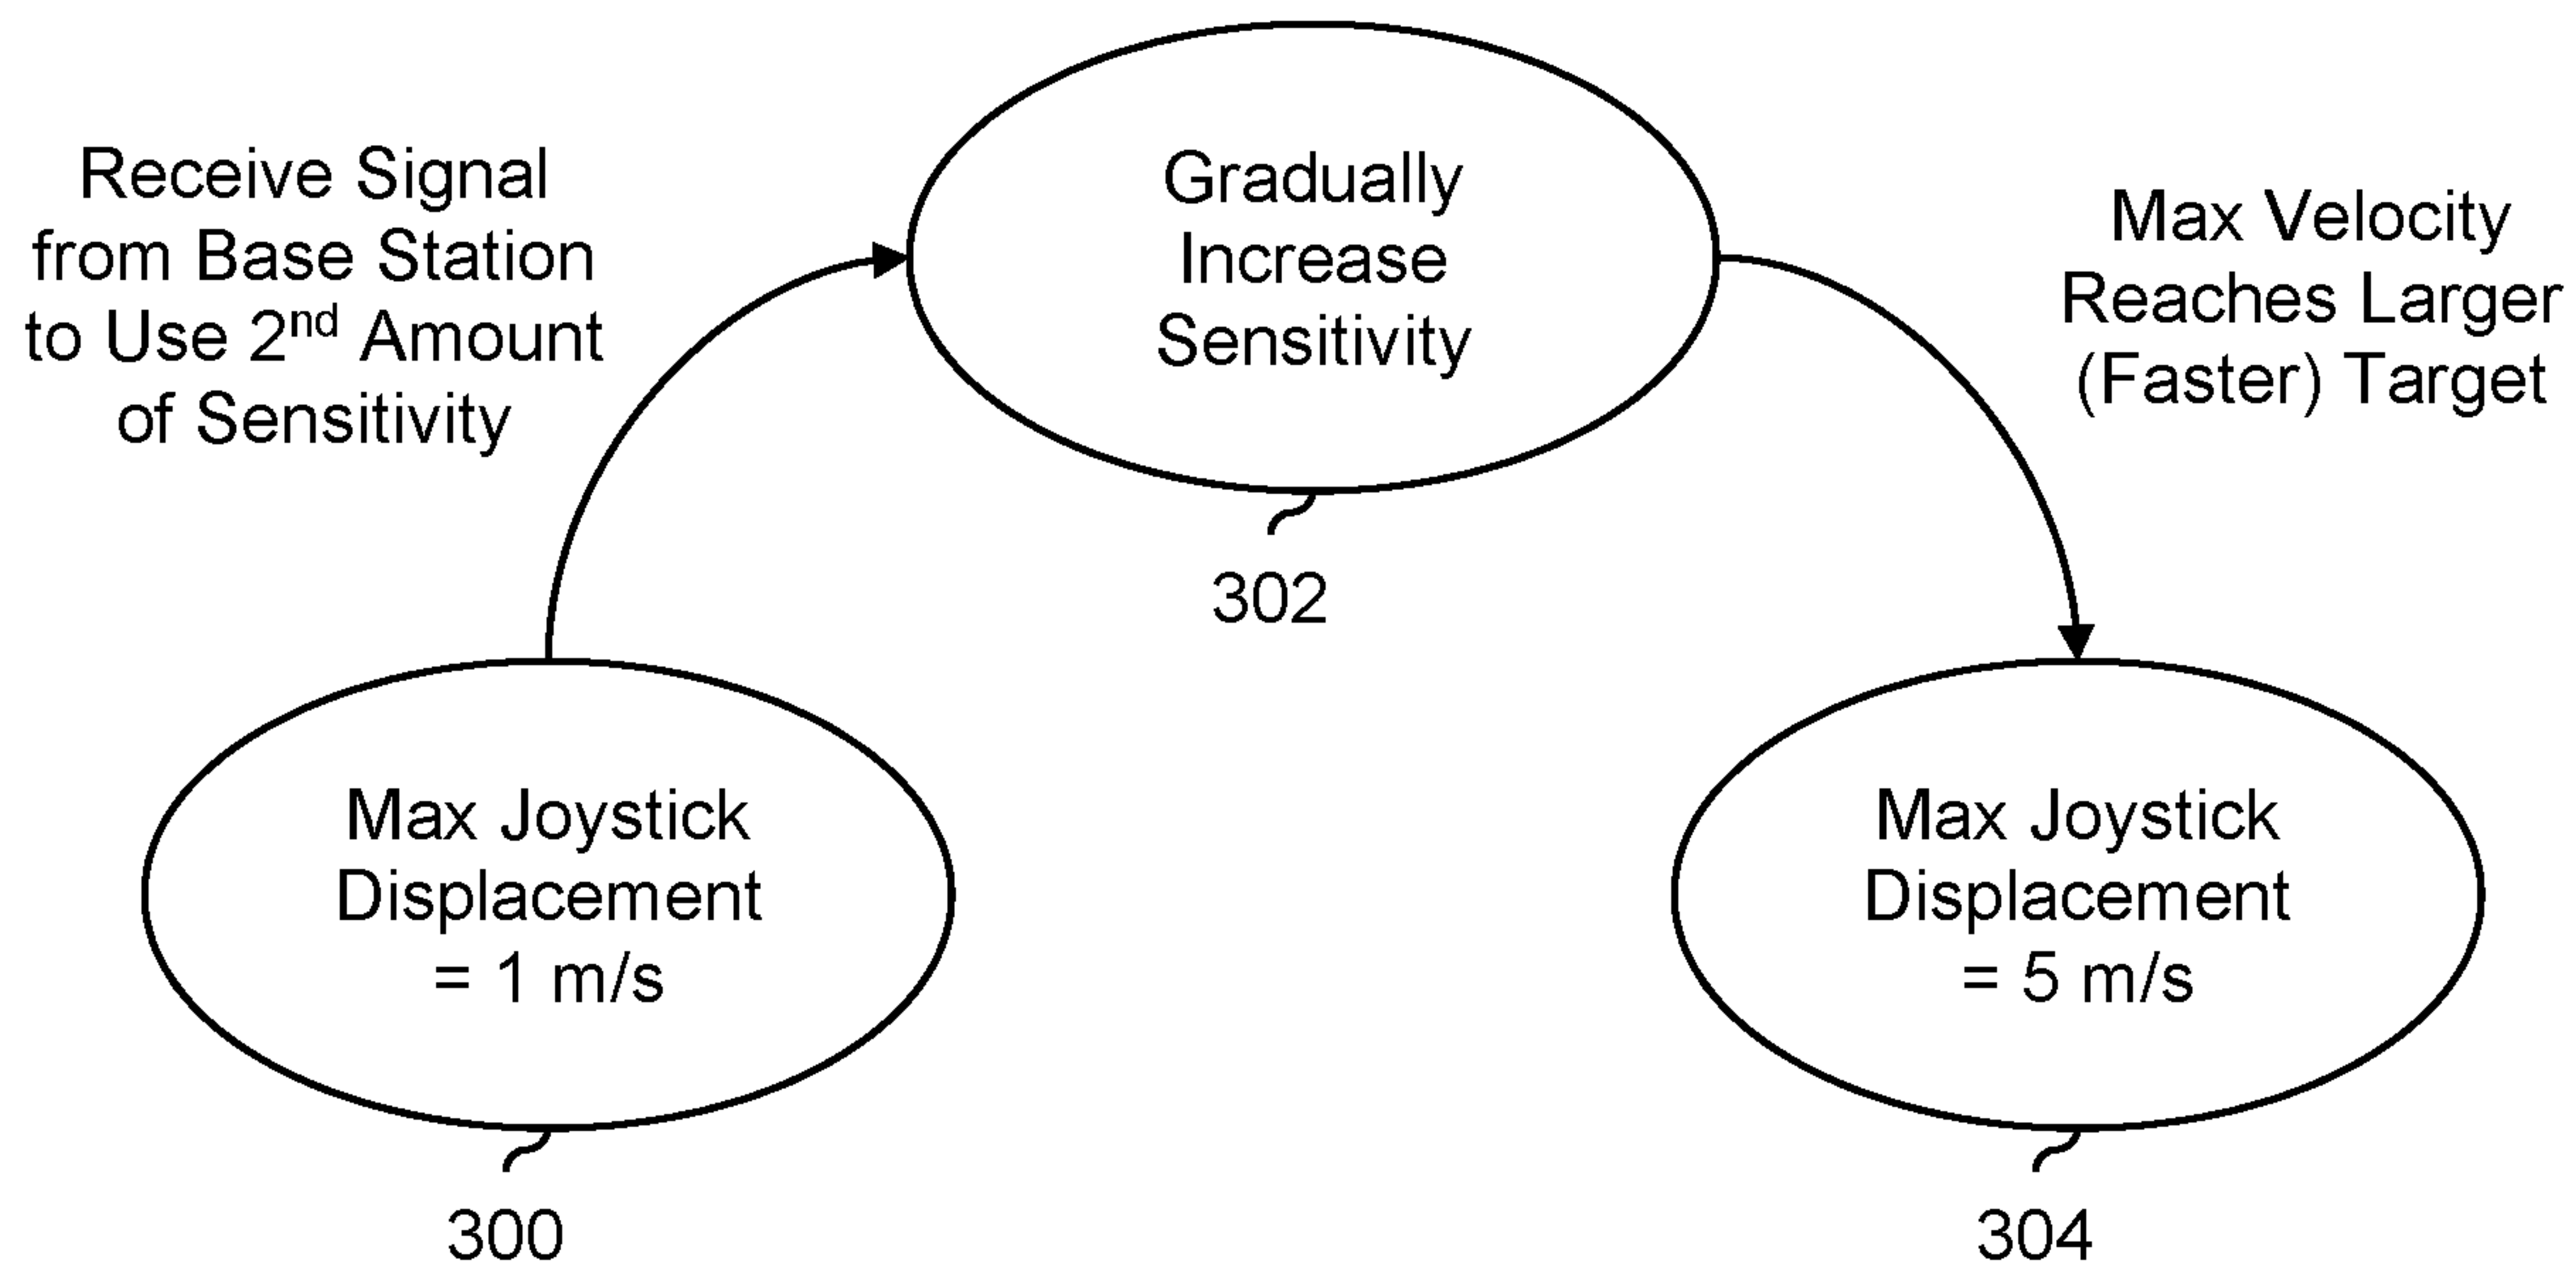 Receive Signal
from Base Station
to Use 2nd Amount
of Sensitivity
Gradually
Increase
Sensitivity
302
Max Velocity
Reaches Larger
(Faster) Target
Max Joystick
Displacement
= 1 m/s
300
Max Joystick
Displacement
= 5 m/s
304